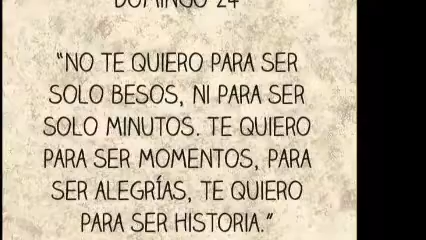 DOMINGO 24
"NO TE QUIERO PARA SER
SOLO BESOS, NI PARA SER
SOLO MINUTOS. TE QUIERO
PARA SER MOMENTOS, PARA
SER ALEGRÍAS, TE QUIERO
PARA SER HISTORIA."